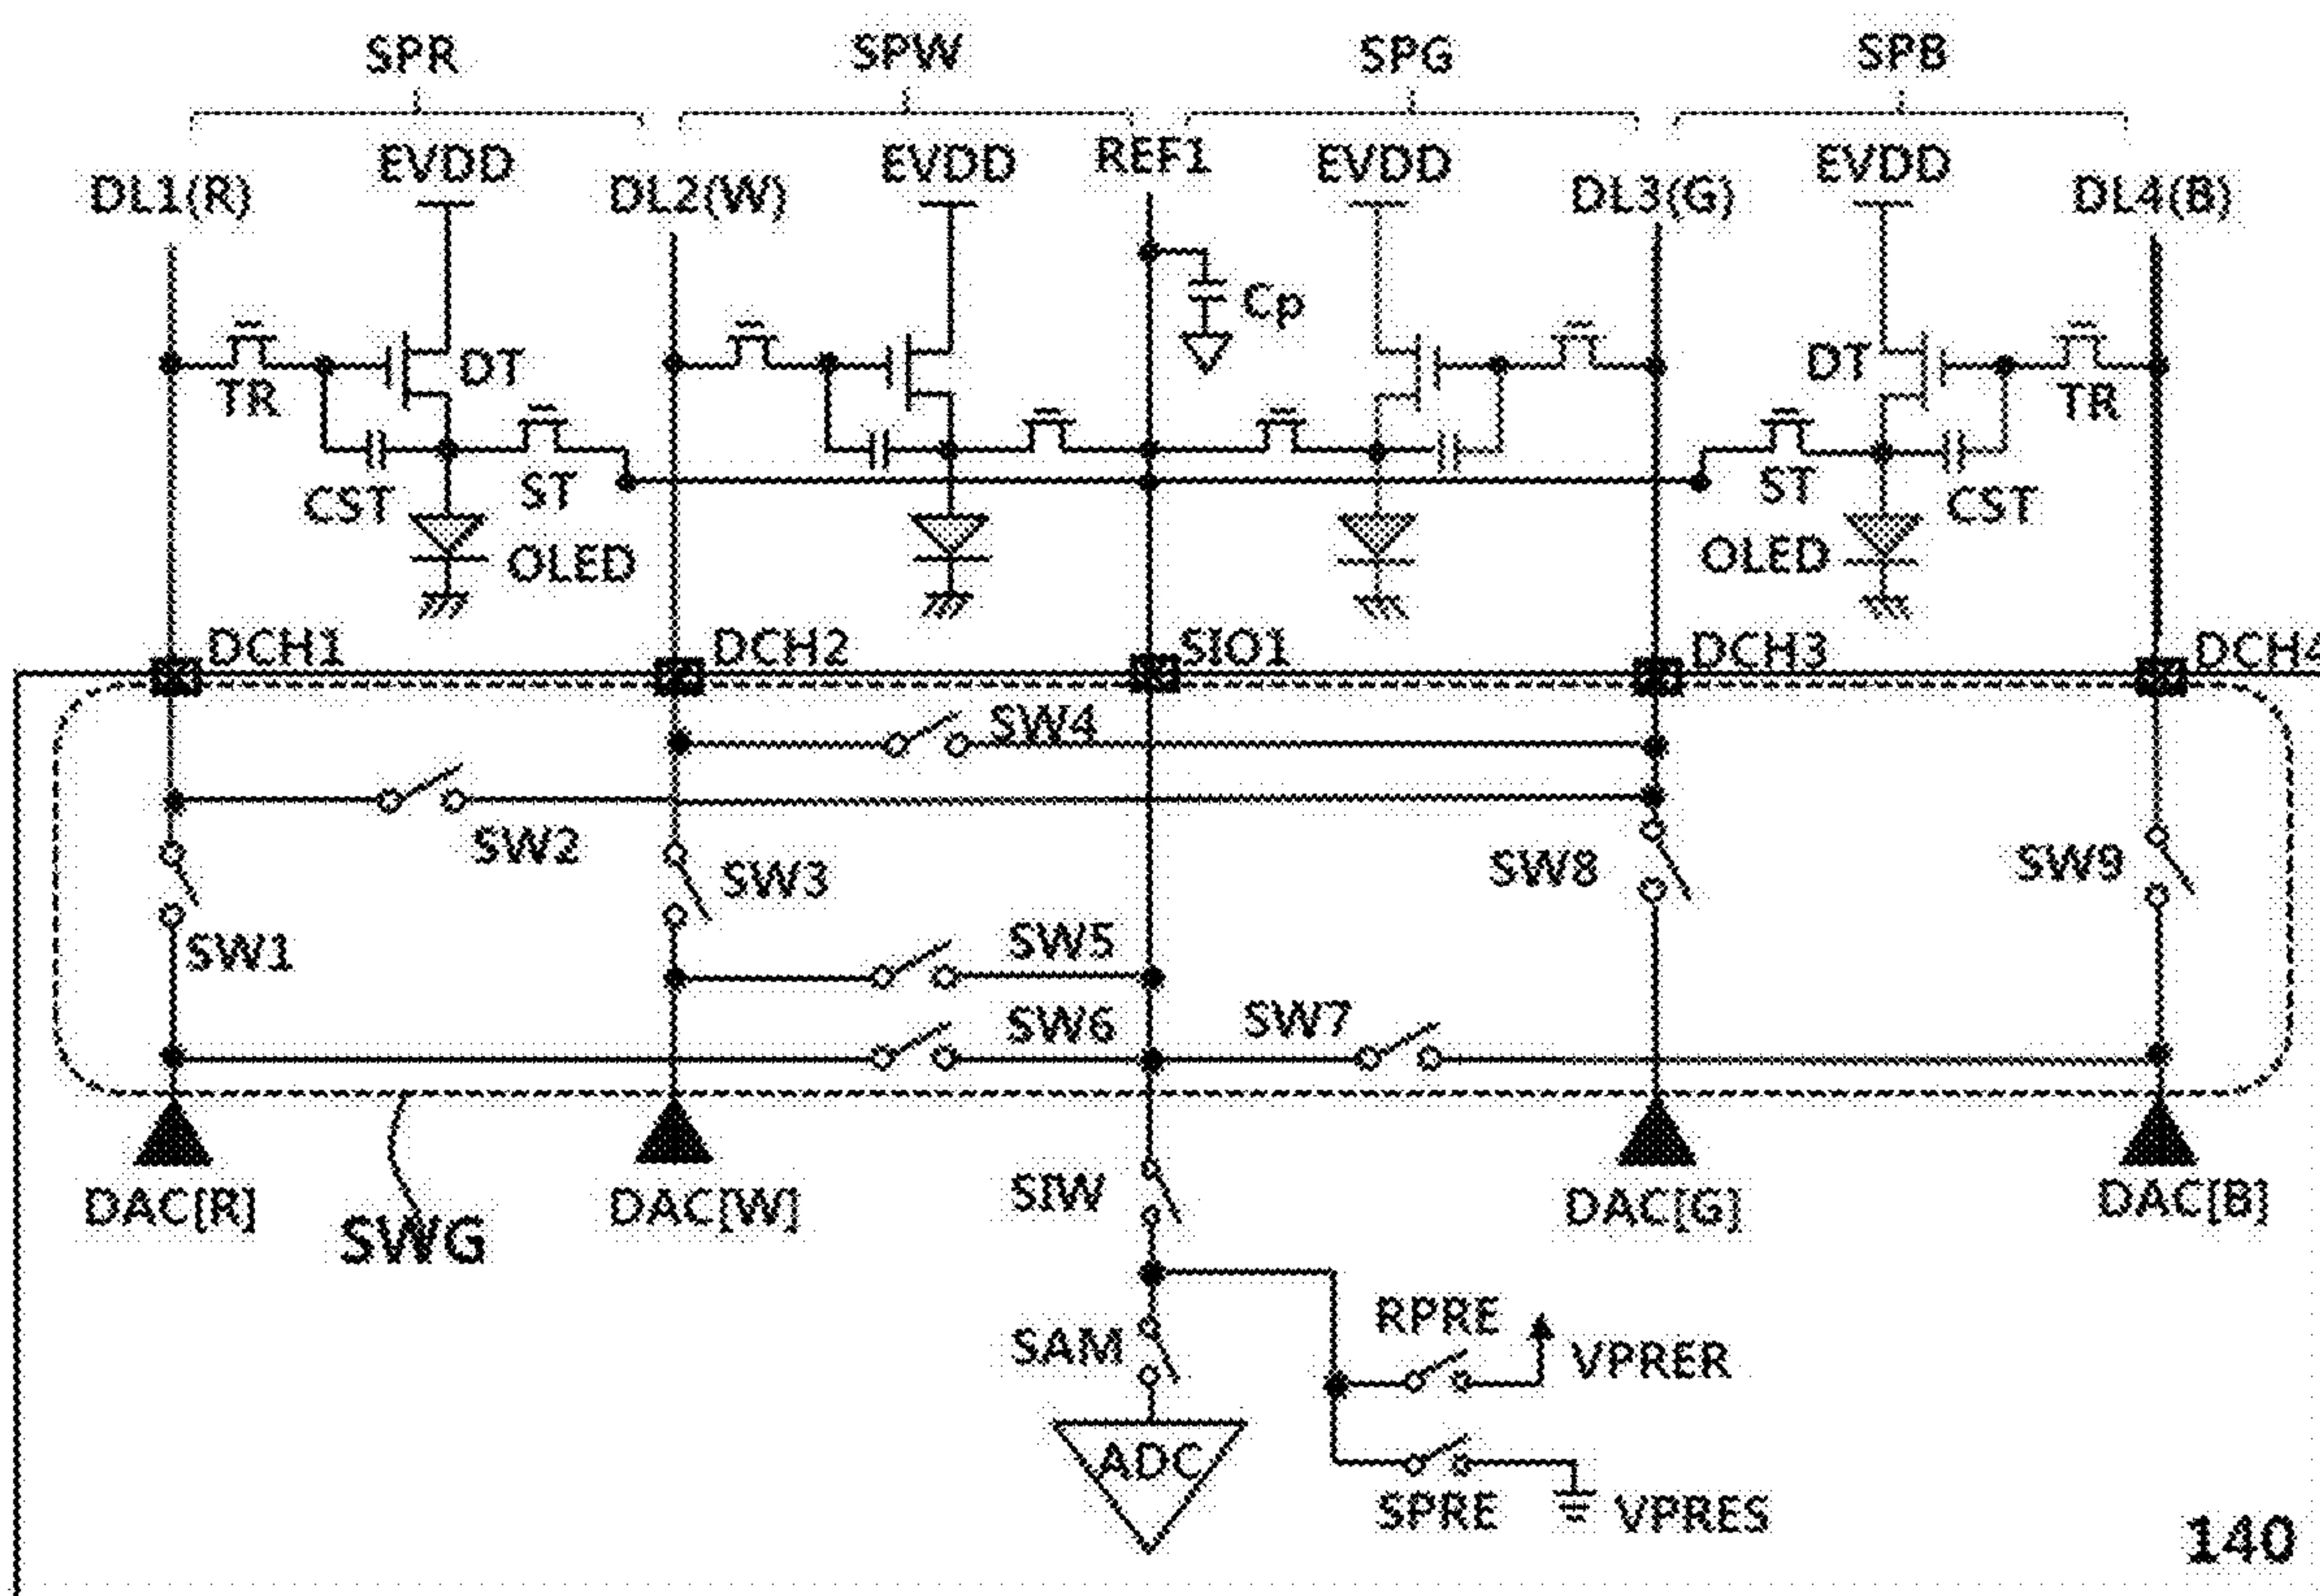 SPR SPW SPG SPB
EVDD EVDD REF1 EVDD EVDD
DL1(R) DL2(W) DL3(G) DL4(B)
Cp
DT DT
TR TR
CST ST ST CST
OLED OLED
DCH1 DCH2 SIO1 DCH3 DCH4
SW4
SW2 SW3 SW8 SW9
SW1 SW5
SW6 SW7
DAC[R] DAC[W] SIW DAC[G] DAC[B]
SWG
RPRE
SAM VPRER
ADC
SPRE VPRES
140